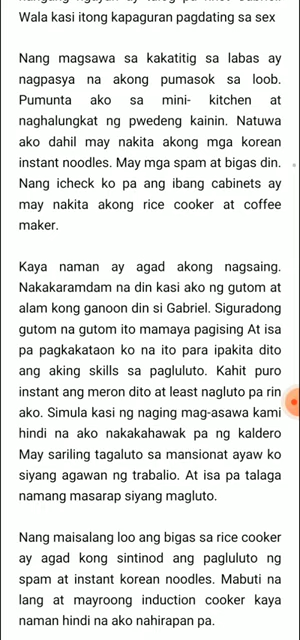 Wala kasi itong kapaguran pagdating sa sex
Nang magsawa sa kakatitig sa labas ay
nagpasya na akong pumasok sa loob.
Pumunta ako sa mini- kitchen at
naghalungkat ng pwedeng kainin. Natuwa
ako dahil may nakita akong mga korean
instant noodles. May mga spam at bigas din.
Nang icheck ko pa ang ibang cabinets ay
may nakita akong rice cooker at coffee
maker.
Kaya naman ay agad akong nagsaing.
Nakakaramdam na din kasi ako ng gutom at
alam kong ganoon din si Gabriel. Siguradong
gutom na gutom ito mamaya pagising At isa
pa pagkakataon ko na ito para ipakita dito
ang aking skills sa pagluluto. Kahit puro
instant ang meron dito at least nagluto pa rin
ako. Simula kasi ng naging mag-asawa kami
hindi na ako nakakahawak pa ng kaldero
May sariling tagaluto sa mansionat ayaw ko
siyang agawan ng trabalio. At isa pa talaga
namang masarap siyang magluto.
Nang maisalang loo ang bigas sa rice cooker
ay agad kong sintinod ang pagluluto ng
spam at instant korean noodles. Mabuti na
lang at mayroong induction cooker kaya
naman hindi na ako nahirapan pa.